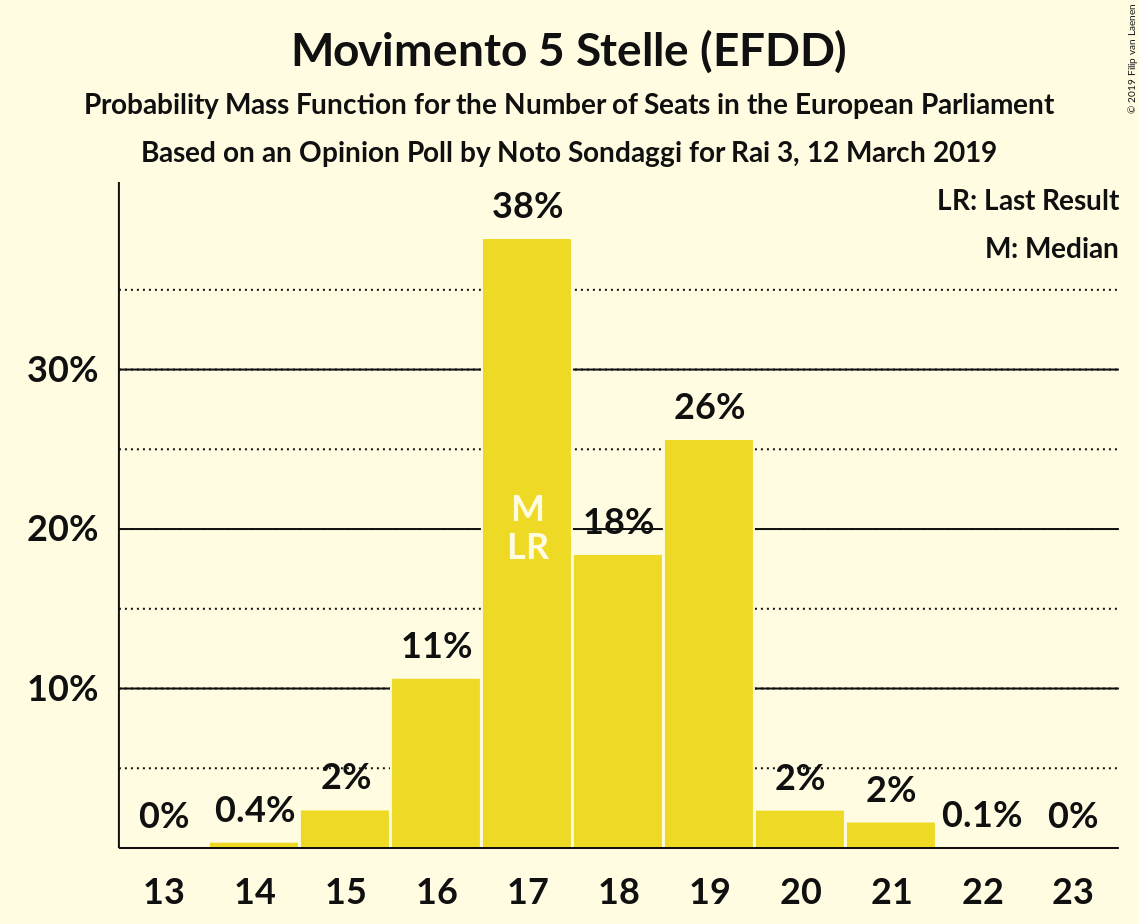 Movimento 5 Stelle (EFDD)
Probability Mass Function for the Number of Seats in the European Parliament
Based on an Opinion Poll by Noto Sondaggi for Rai 3, 12 March 2019
© 2019 Filip van Laenen
LR: Last Result
M: Median
38%
30%
26%
M
20%
18%
LR
11%
10%
2%
2%
2%
0%
0.4%
0.1%
0%
13 14 15 16 17 18 19 20 21 22 23